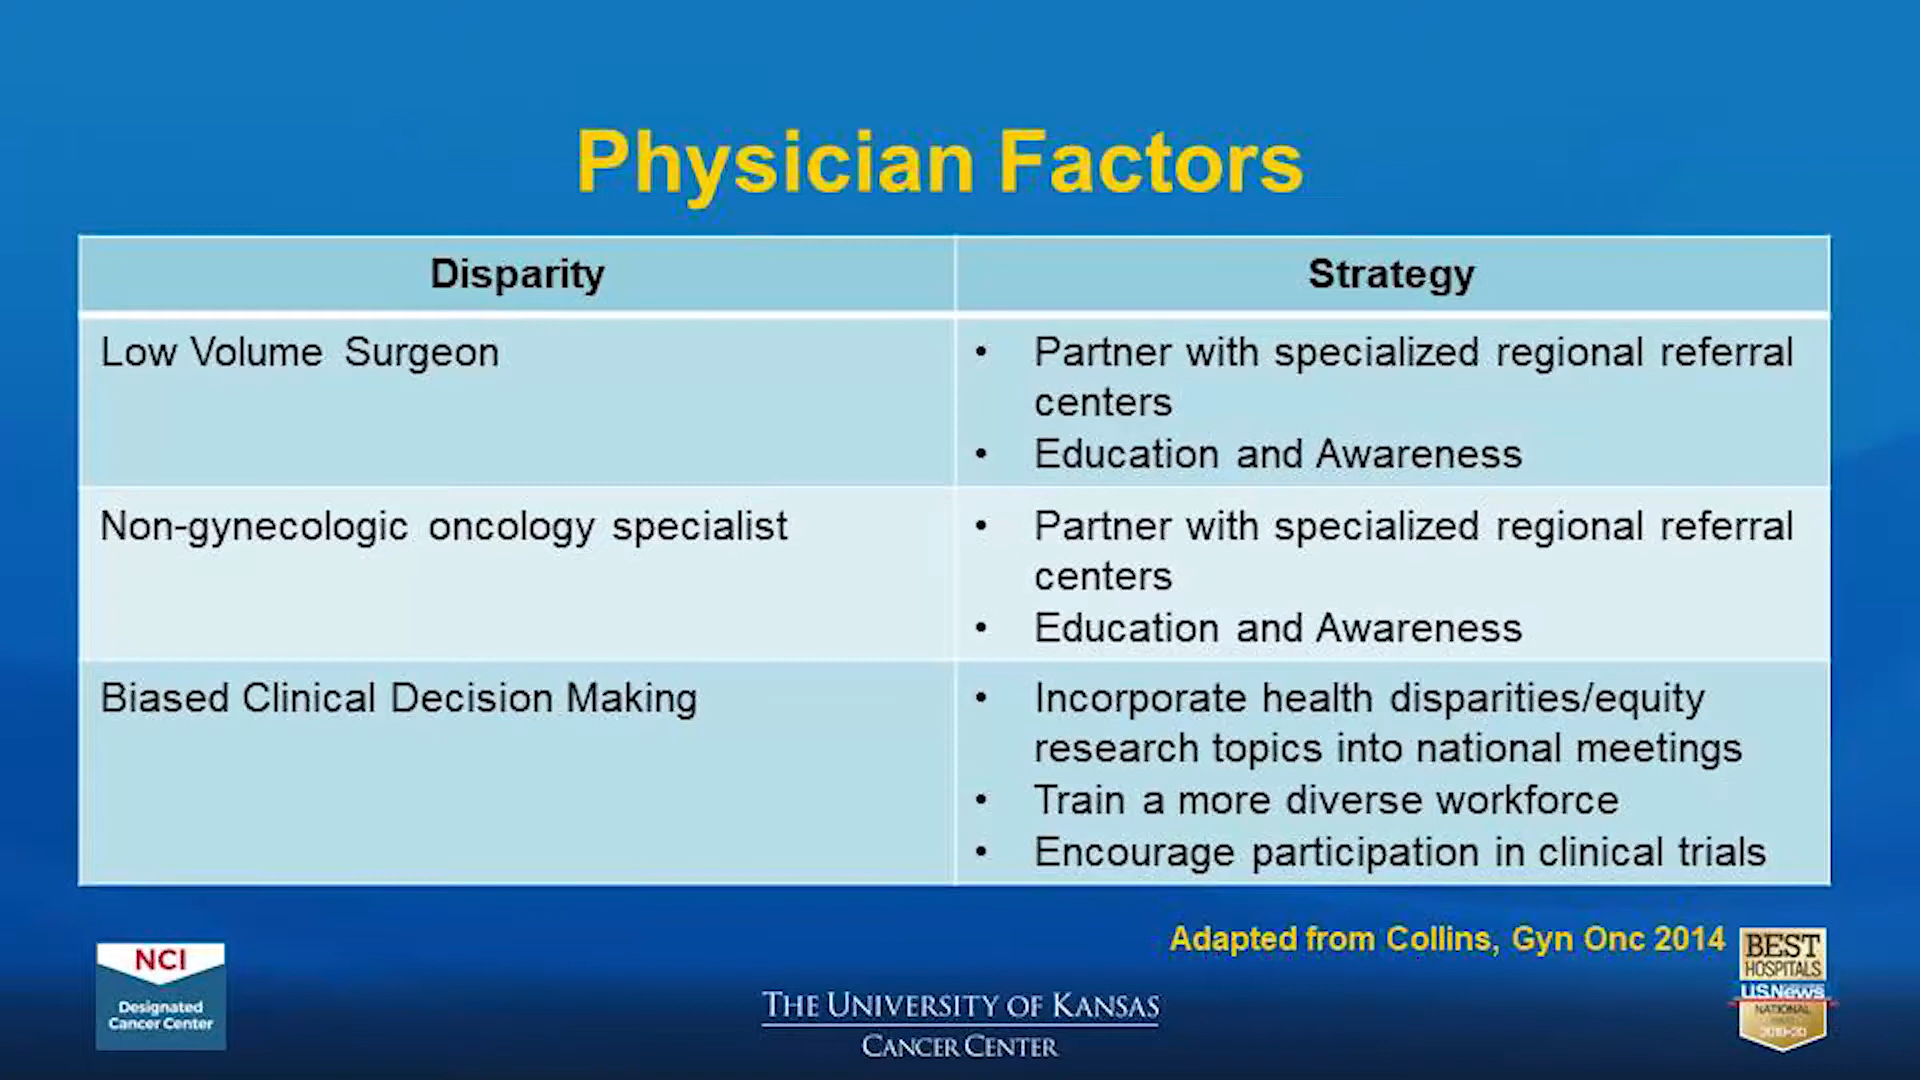 Physician Factors
Disparity
Strategy
Low Volume Surgeon
• Partner with specialized regional referral
centers
• Education and Awareness
Non-gynecologic oncology specialist
• Partner with specialized regional referral
centers
• Education and Awareness
Biased Clinical Decision Making
• Incorporate health disparities/equity
research topics into national meetings
• Train a more diverse workforce
• Encourage participation in clinical trials
Adapted from Collins, Gyn Onc 2014
NCI
Designated
Cancer Center
THE UNIVERSITY OF KANSAS
CANCER CENTER
BEST
HOSPITALS
U.S.News
NATIONAL
2019-20